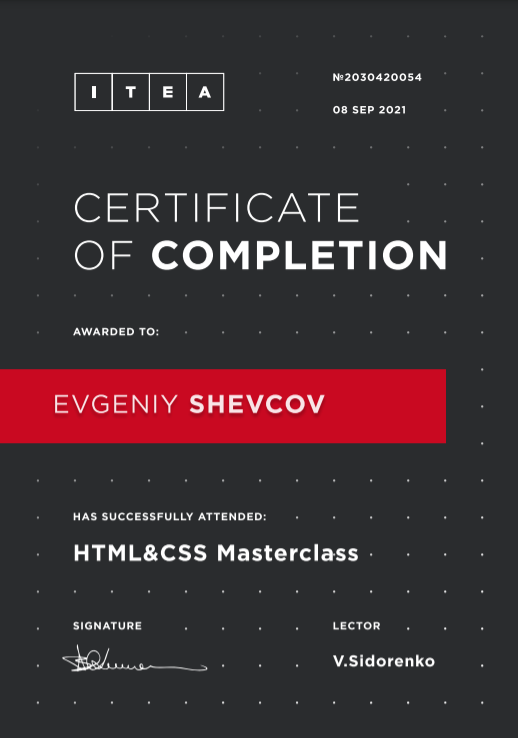 ITEA
№2030420054
08 SEP 2021
CERTIFICATE
OF COMPLETION
AWARDED TO:
EVGENIY SHEVCOV
HAS SUCCESSFULLY ATTENDED:
HTML&CSS Masterclass
SIGNATURE
LECTOR
V.Sidorenko